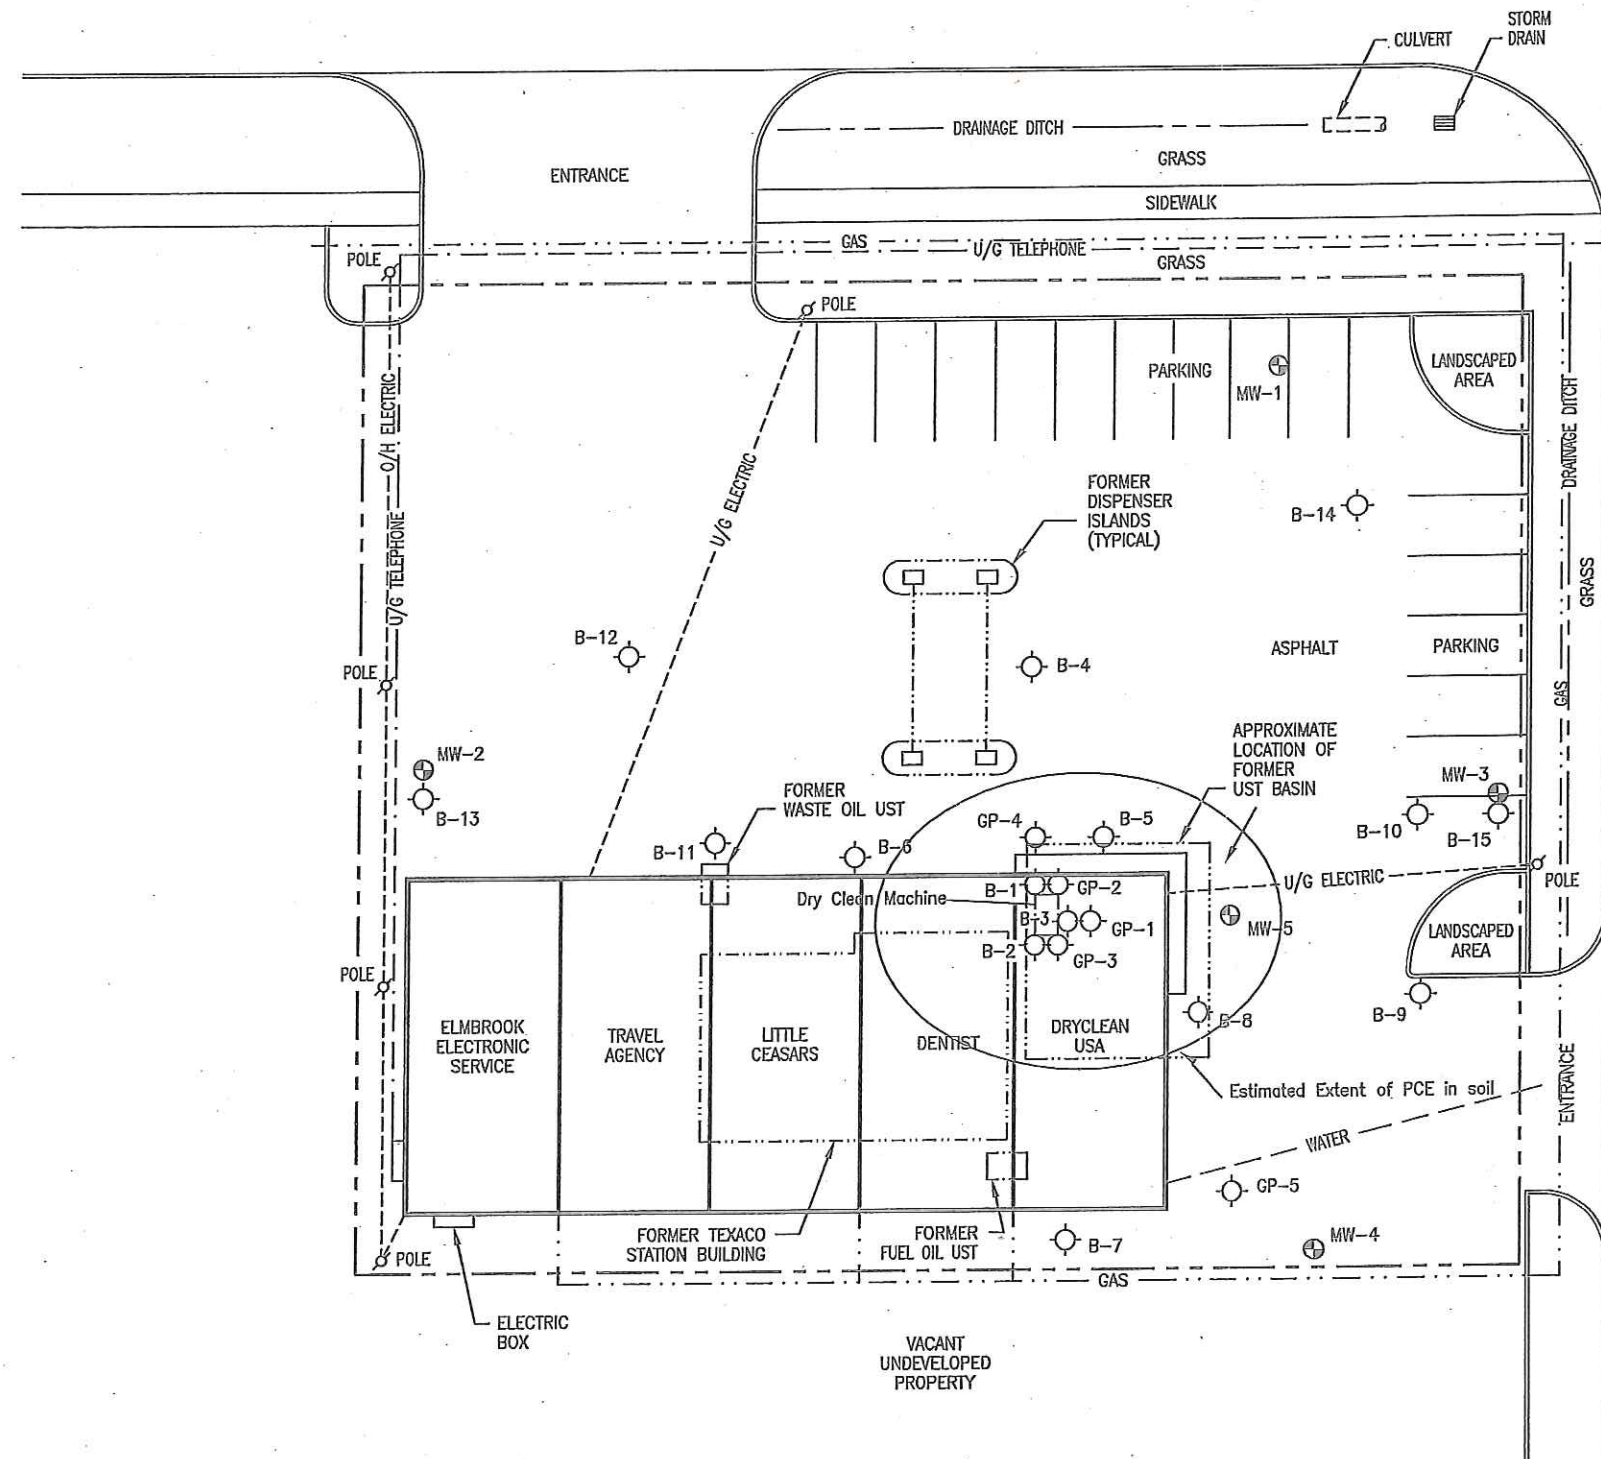 STORM
DRAIN
CULVERT
DRAINAGE DITCH
GRASS
ENTRANCE
SIDEWALK
GAS
U/G TELEPHONE
GRASS
POLE
POLE
PARKING
MW-1
LANDSCAPED
AREA
O/H ELECTRIC
U/G TELEPHONE
U/G ELECTRIC
DRAINAGE DITCH
GRASS
GAS
FORMER
DISPENSER
ISLANDS
(TYPICAL)
B-14
B-12
B-4
ASPHALT
PARKING
POLE
MW-2
B-13
FORMER
WASTE OIL UST
APPROXIMATE
LOCATION OF
FORMER
UST BASIN
MW-3
B-10
B-15
GP-4
B-5
B-11
B-6
U/G ELECTRIC
POLE
B-1
GP-2
Dry Clean Machine
B-3
GP-1
MW-5
B-2
GP-3
LANDSCAPED
AREA
POLE
B-9
B-8
ELMBROOK
ELECTRONIC
SERVICE
TRAVEL
AGENCY
LITTLE
CEASARS
DENTIST
DRYCLEAN
USA
Estimated Extent of PCE in soil
ENTRANCE
WATER
GP-5
FORMER TEXACO
STATION BUILDING
FORMER
FUEL OIL UST
B-7
MW-4
POLE
GAS
ELECTRIC
BOX
VACANT
UNDEVELOPED
PROPERTY